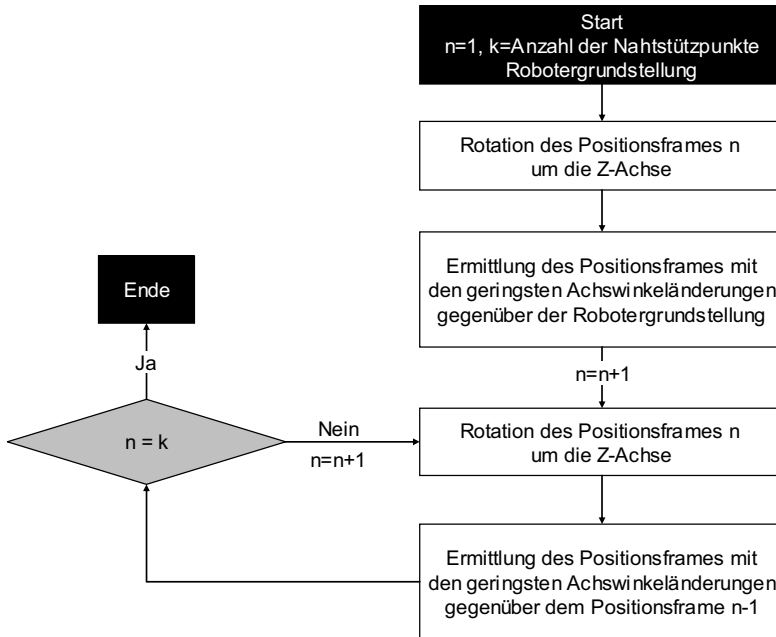 Start
n=1, k=Anzahl der Nahtstützpunkte
Robotergrundstellung
Rotation des Positionsframes n
um die Z-Achse
Ermittlung des Positionsframes mit
den geringsten Achswinkeländerungen
gegenüber der Robotergrundstellung
n=n+1
Rotation des Positionsframes n
um die Z-Achse
Ermittlung des Positionsframes mit
den geringsten Achswinkeländerungen
gegenüber dem Positionsframe n-1
n = k
Nein
n=n+1
Ja
Ende